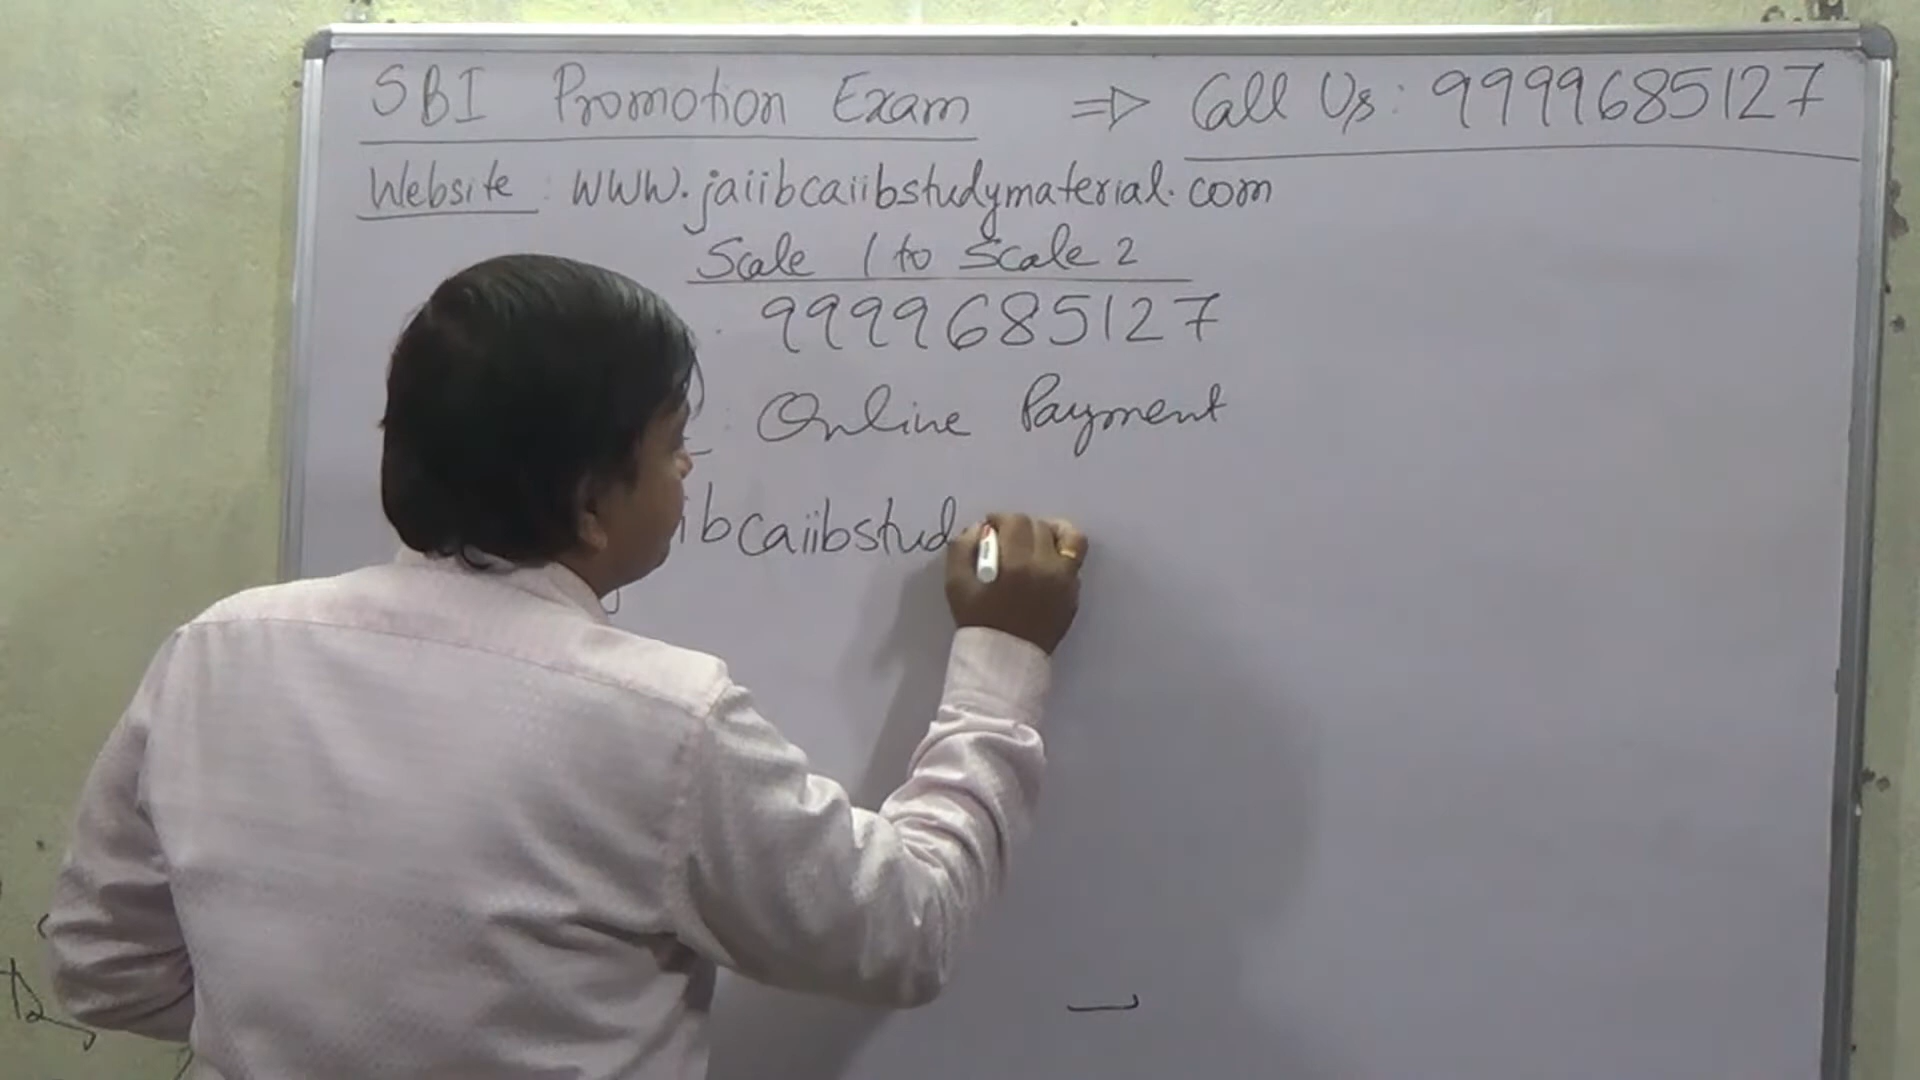 SBI Promotion Exam => Call Us: 9999685127
Website : www.jaiibcaiibstudymaterial.com
Scale 1 to Scale 2
: 9999685127
: Online Payment
ibcaiibstud